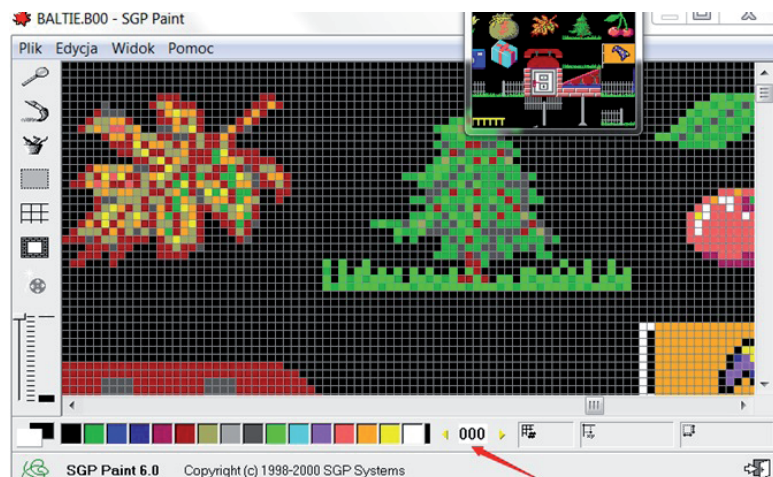 BALTIE.B00 - SGP Paint
Plik Edycja Widok Pomoc
000
SGP Paint 6.0 Copyright (c) 1998-2000 SGP Systems